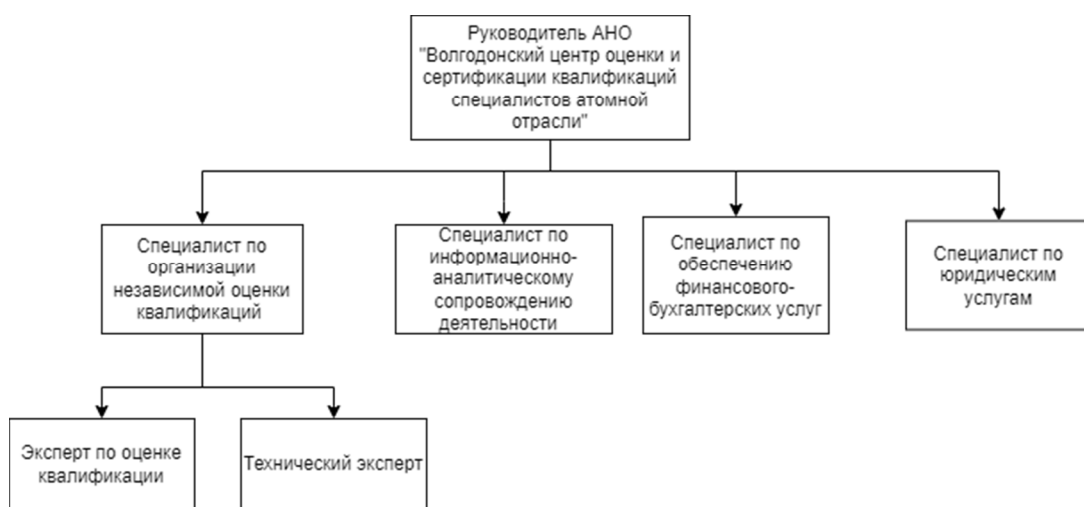 Руководитель АНО
"Волгодонский центр оценки и
сертификации квалификаций
специалистов атомной
отрасли"
Специалист по
организации
независимой оценки
квалификаций
Специалист по
информационно-
аналитическому
сопровождению
деятельности
Специалист по
обеспечению
финансового-
бухгалтерских услуг
Специалист по
юридическим
услугам
Эксперт по оценке
квалификации
Технический эксперт